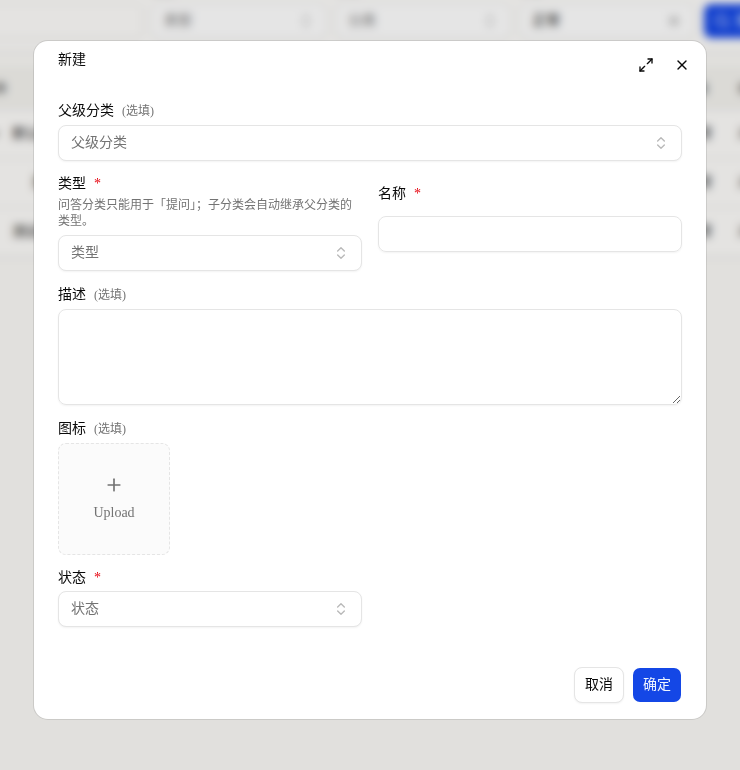 新建
父级分类 (选填)
父级分类
类型 *
问答分类只能用于「提问」；子分类会自动继承父分类的
类型。
类型
名称 *
描述 (选填)
图标 (选填)
Upload
状态 *
状态
取消 确定